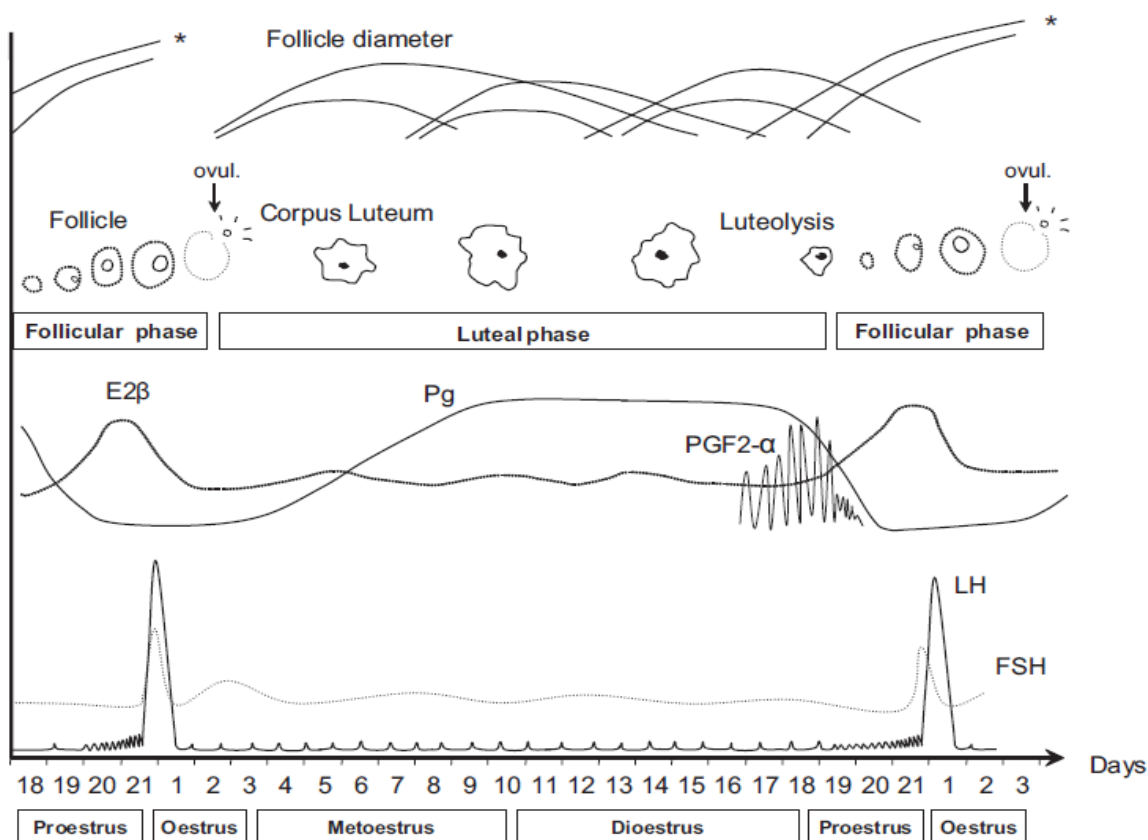 *
Follicle diameter
*
ovul.
ovul.
Follicle
Corpus Luteum
Luteolysis
Follicular phase
Luteal phase
Follicular phase
E2β
Pg
PGF2-α
LH
FSH
18 19 20 21 1 2 3 4 5 6 7 8 9 10 11 12 13 14 15 16 17 18 19 20 21 1 2 3
Days
Proestrus
Oestrus
Metoestrus
Dioestrus
Proestrus
Oestrus